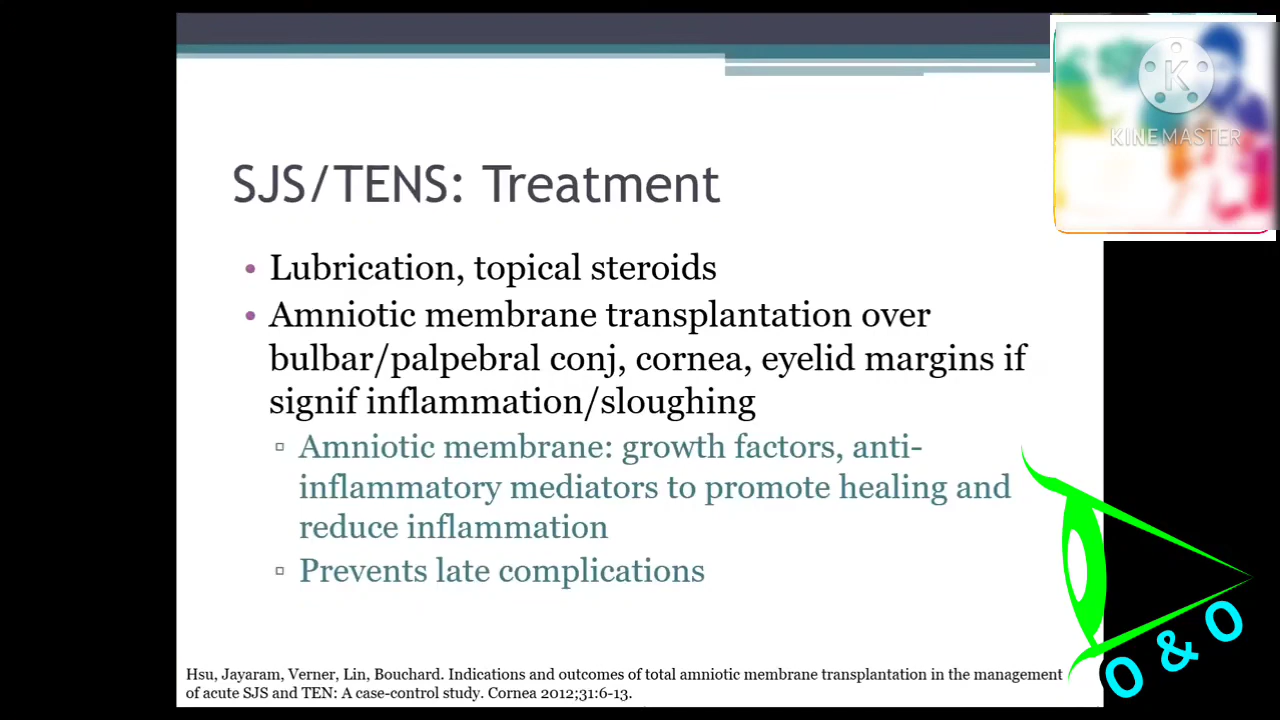 K
KINEMASTER
SJS/TENS: Treatment
• Lubrication, topical steroids
• Amniotic membrane transplantation over
bulbar/palpebral conj, cornea, eyelid margins if
signif inflammation/sloughing
▫ Amniotic membrane: growth factors, anti-
inflammatory mediators to promote healing and
reduce inflammation
▫ Prevents late complications
O & O
Hsu, Jayaram, Verner, Lin, Bouchard. Indications and outcomes of total amniotic membrane transplantation in the management
of acute SJS and TEN: A case-control study. Cornea 2012;31:6-13.